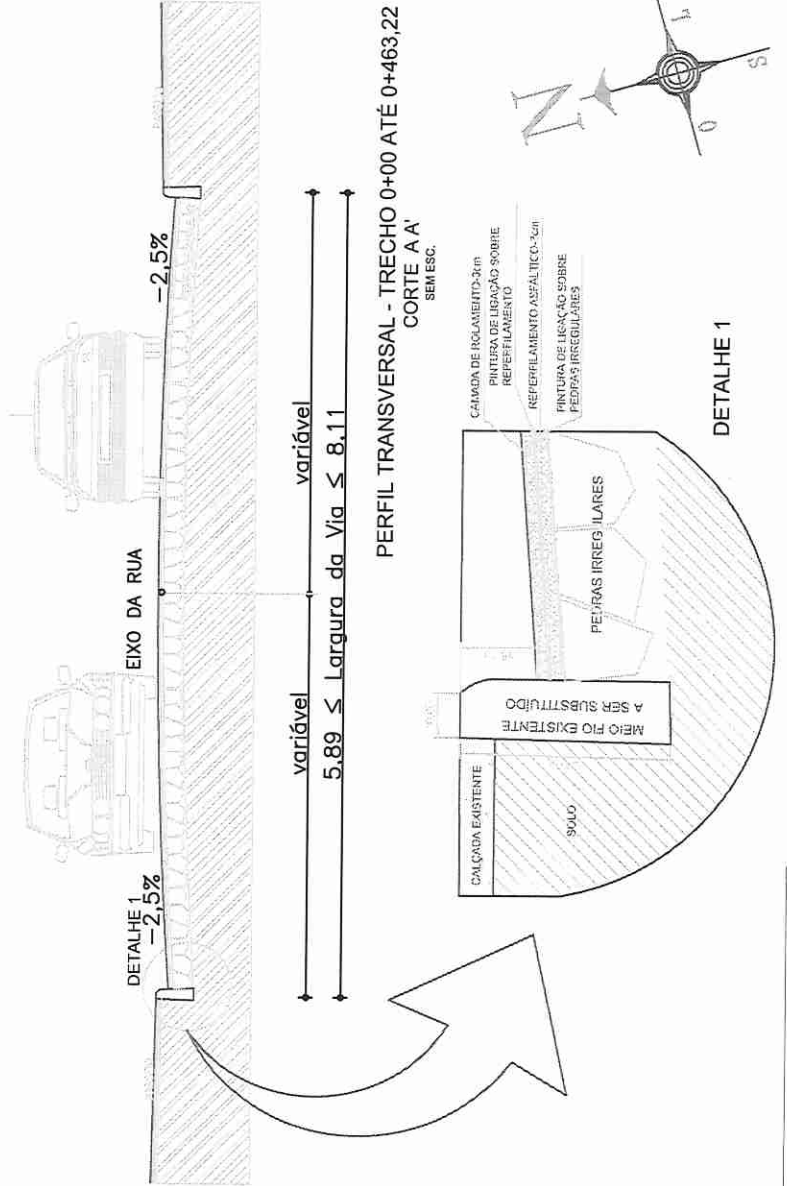 DETALHE 1
-2,5%
EIXO DA RUA
-2,5%
variável
variável
5,89 ≤ Largura da Via ≤ 8,11
PERFIL TRANSVERSAL - TRECHO 0+00 ATÉ 0+463,22
CORTE A A'
SEM ESC.
CALÇADA EXISTENTE
SOLO
MEIO FIO EXISTENTE
A SER SUBSTITUÍDO
PEDRAS IRREGULARES
CAMADA DE ROLAMENTO-3cm
PINTURA DE LIGAÇÃO SOBRE
REPERFILAMENTO
REPERFILAMENTO ASFÁLTICO
PINTURA DE LIGAÇÃO SOBRE
PEDRAS IRREGULARES
DETALHE 1
N
L
S
O